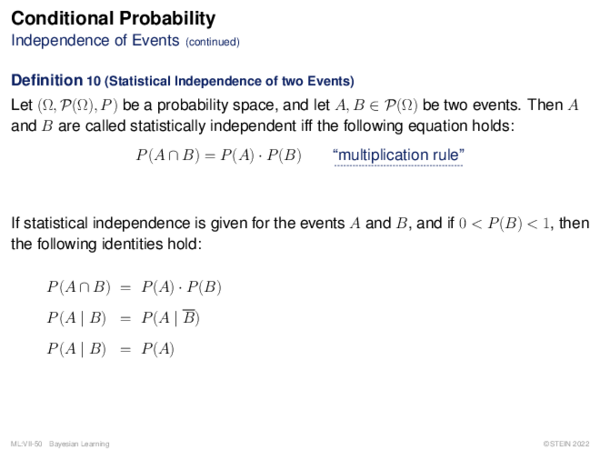 Conditional Probability
Independence of Events (continued)
Definition 10 (Statistical Independence of two Events)
Let (Ω, 𝒫(Ω), P) be a probability space, and let A, B ∈ 𝒫(Ω) be two events. Then A
and B are called statistically independent iff the following equation holds:
P(A ∩ B) = P(A) · P(B) “multiplication rule”
If statistical independence is given for the events A and B, and if 0 < P(B) < 1, then
the following identities hold:
P(A ∩ B) = P(A) · P(B)
P(A | B) = P(A | B̅)
P(A | B) = P(A)
ML:VII-50 Bayesian Learning ©STEIN 2022